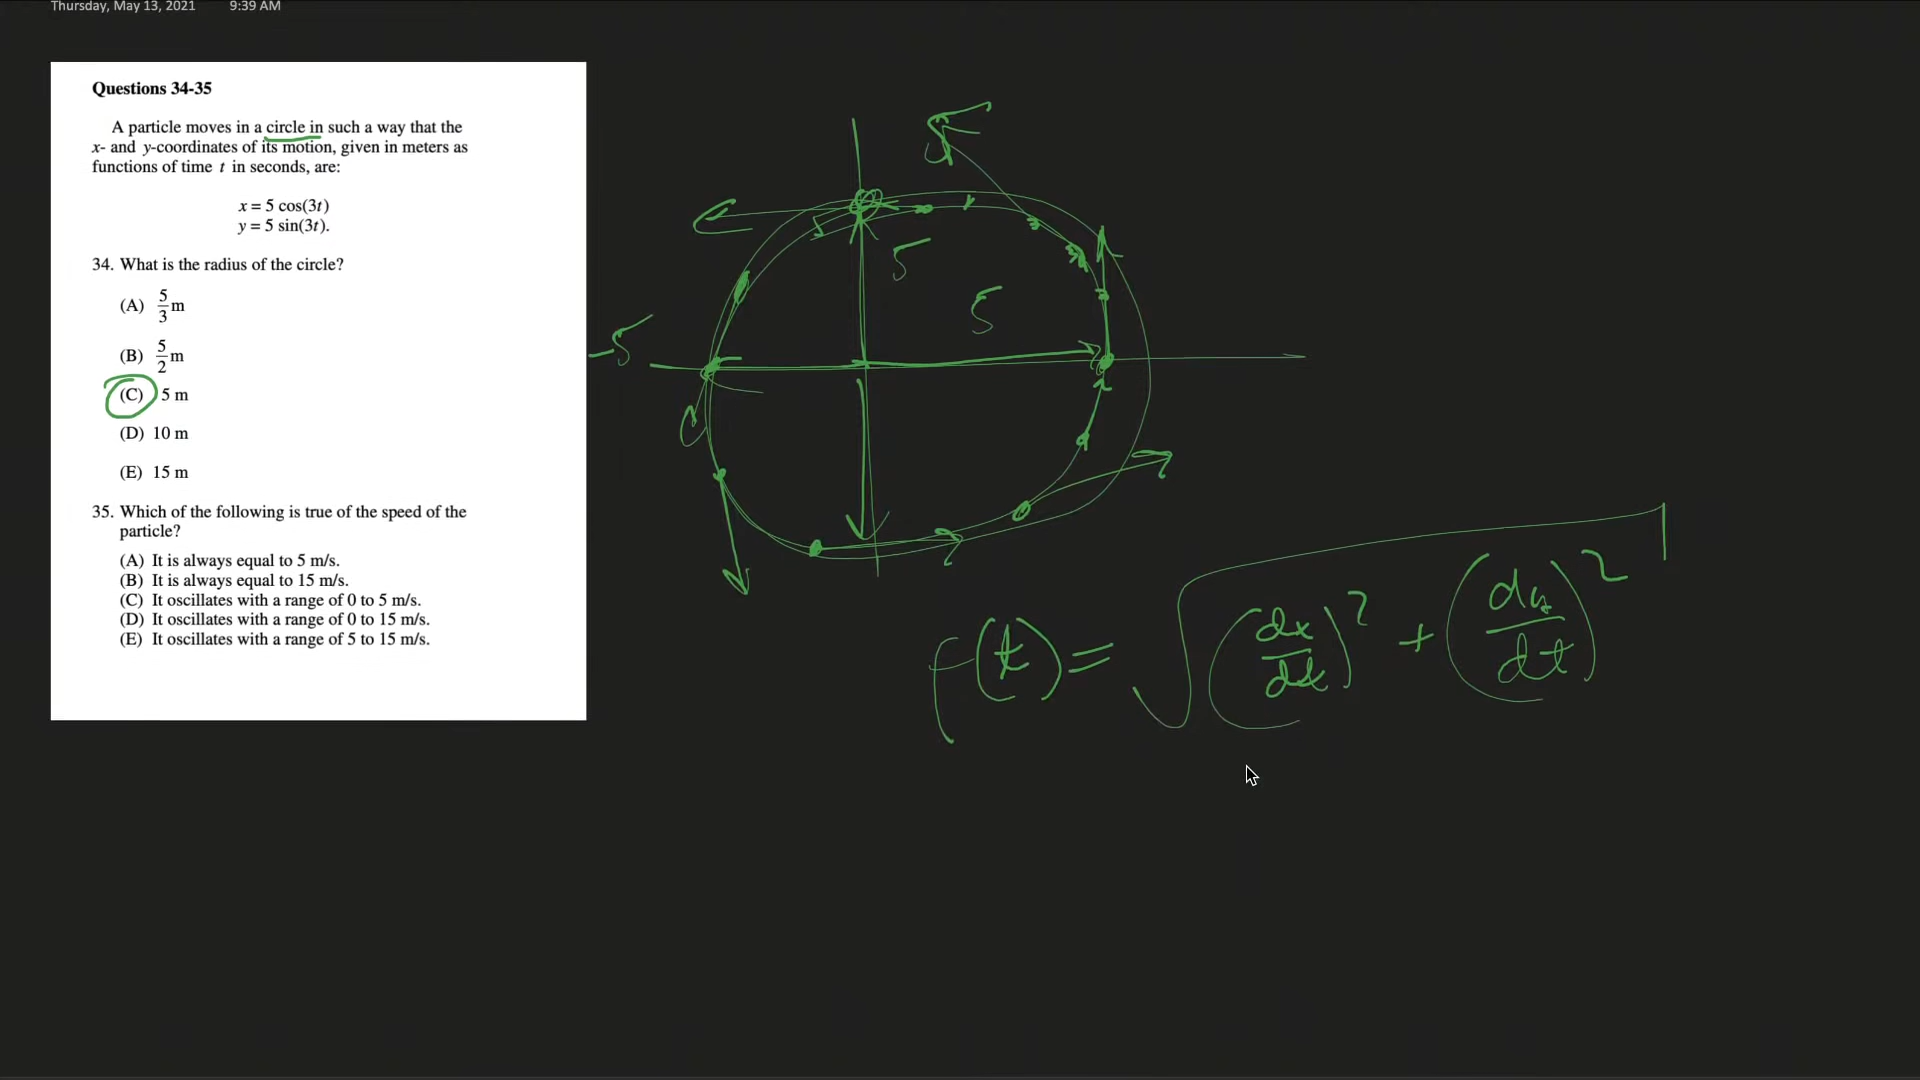 Thursday, May 13, 2021 9:39 AM
Questions 34-35
A particle moves in a circle in such a way that the
x- and y-coordinates of its motion, given in meters as
functions of time t in seconds, are:
x = 5 cos(3t)
y = 5 sin(3t).
34. What is the radius of the circle?
(A) 5/3 m
(B) 5/2 m
(C) 5 m
(D) 10 m
(E) 15 m
35. Which of the following is true of the speed of the
particle?
(A) It is always equal to 5 m/s.
(B) It is always equal to 15 m/s.
(C) It oscillates with a range of 0 to 5 m/s.
(D) It oscillates with a range of 0 to 15 m/s.
(E) It oscillates with a range of 5 to 15 m/s.
5
5
-5
f(t) = √((dx/dt)² + (dy/dt)²)